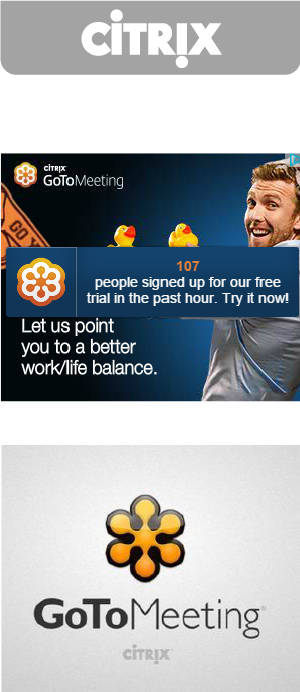 CITRIX
CITRIX
GoToMeeting
GO
107
people signed up for our free
trial in the past hour. Try it now!
Let us point
you to a better
work/life balance.
GoToMeeting
CITRIX